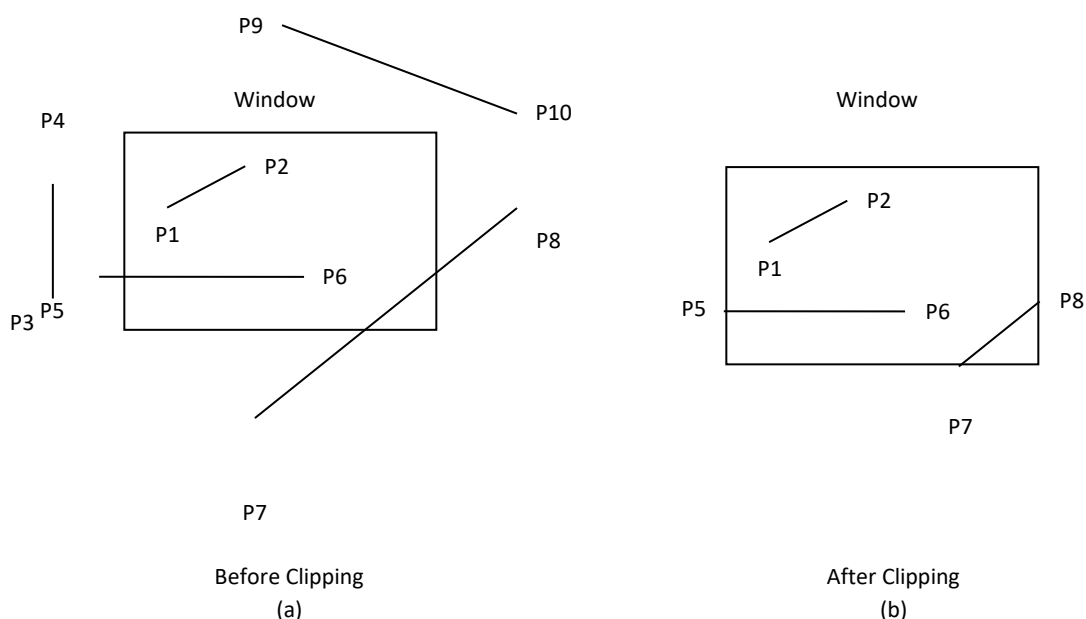 P9
Window
P10
P4
P2
P1
P8
P6
P5
P3
P7
Before Clipping
(a)
Window
P2
P1
P5
P6
P8
P7
After Clipping
(b)